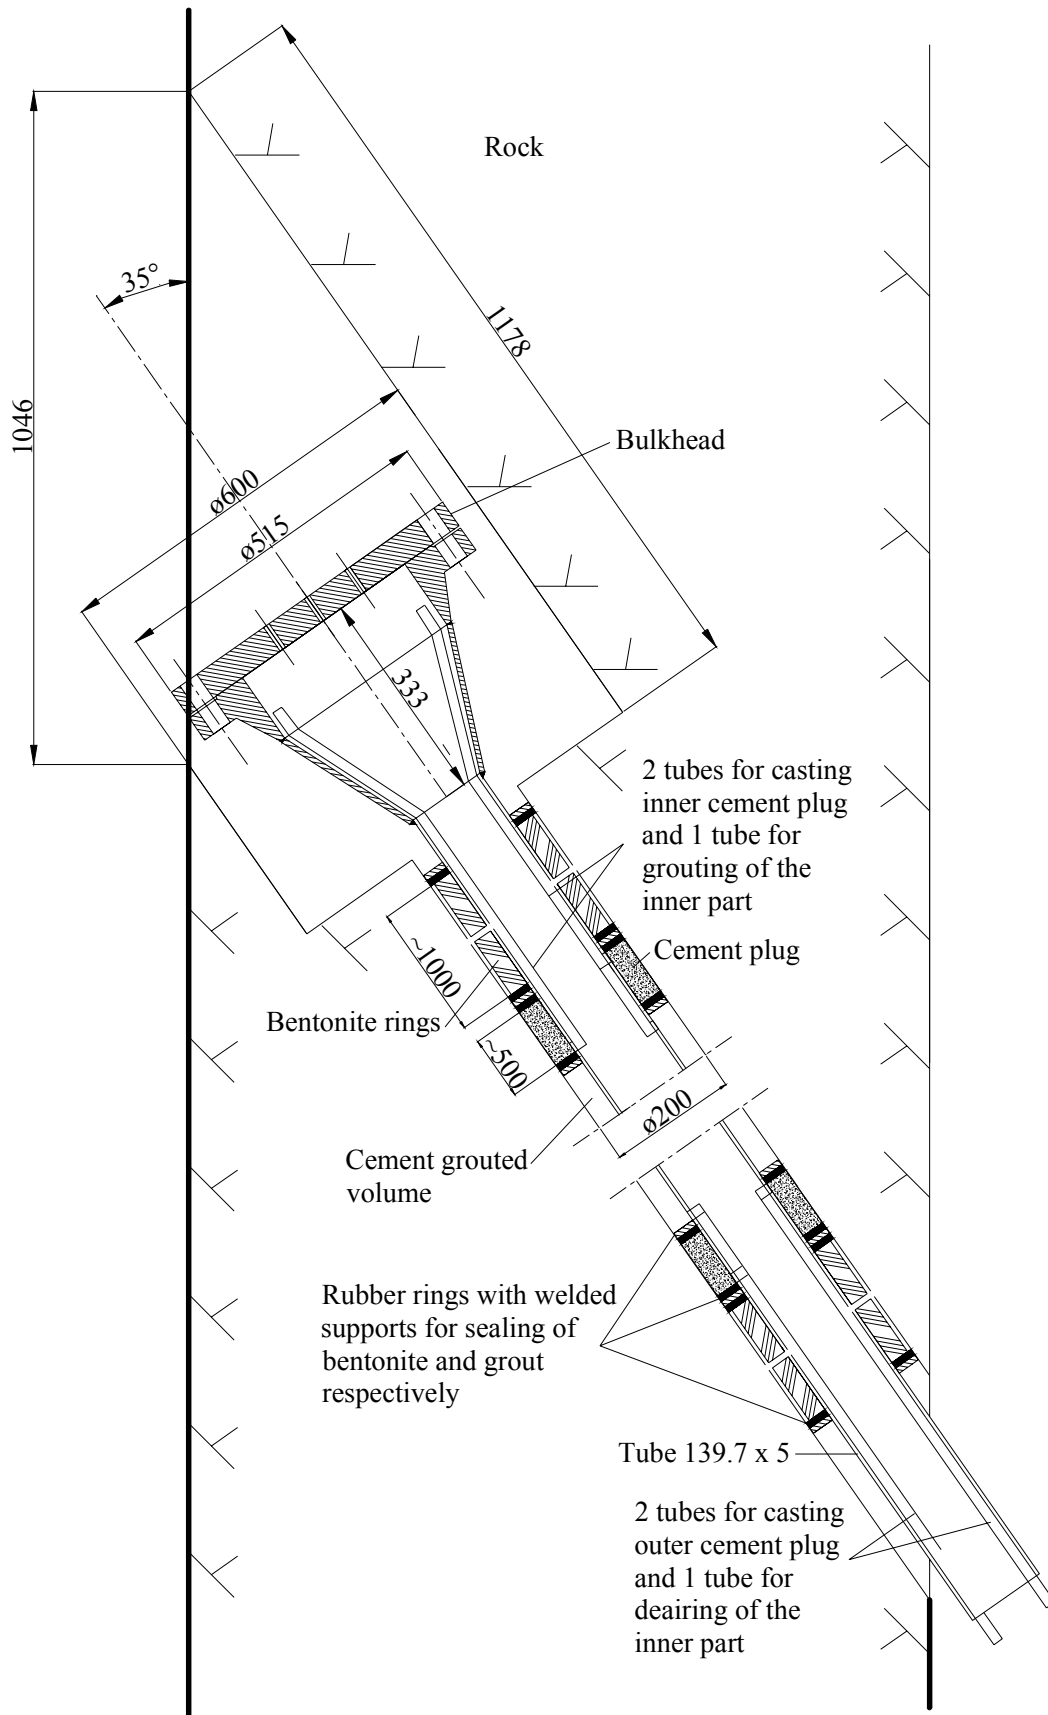 Rock
35°
1178
1046
Bulkhead
ø600
ø515
333
2 tubes for casting
inner cement plug
and 1 tube for
grouting of the
inner part
Cement plug
~1000
Bentonite rings
~500
ø200
Cement grouted
volume
Rubber rings with welded
supports for sealing of
bentonite and grout
respectively
Tube 139.7 x 5
2 tubes for casting
outer cement plug
and 1 tube for
deairing of the
inner part